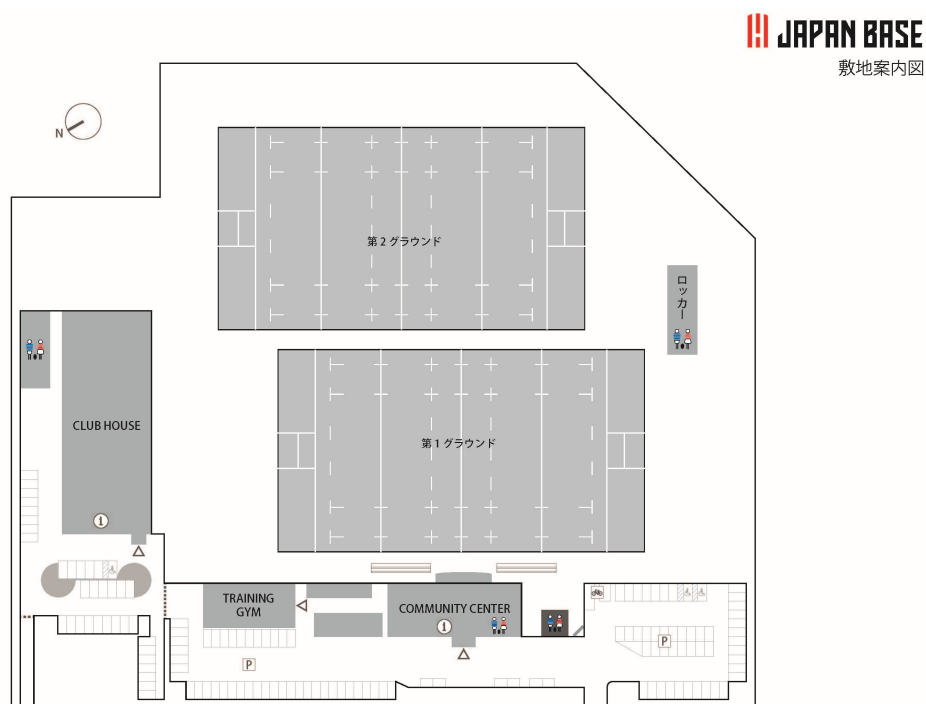 JAPAN BASE
敷地案内図
N
第2グラウンド
ロッカー
CLUB HOUSE
第1グラウンド
i
TRAINING
GYM
COMMUNITY CENTER
i
P
P